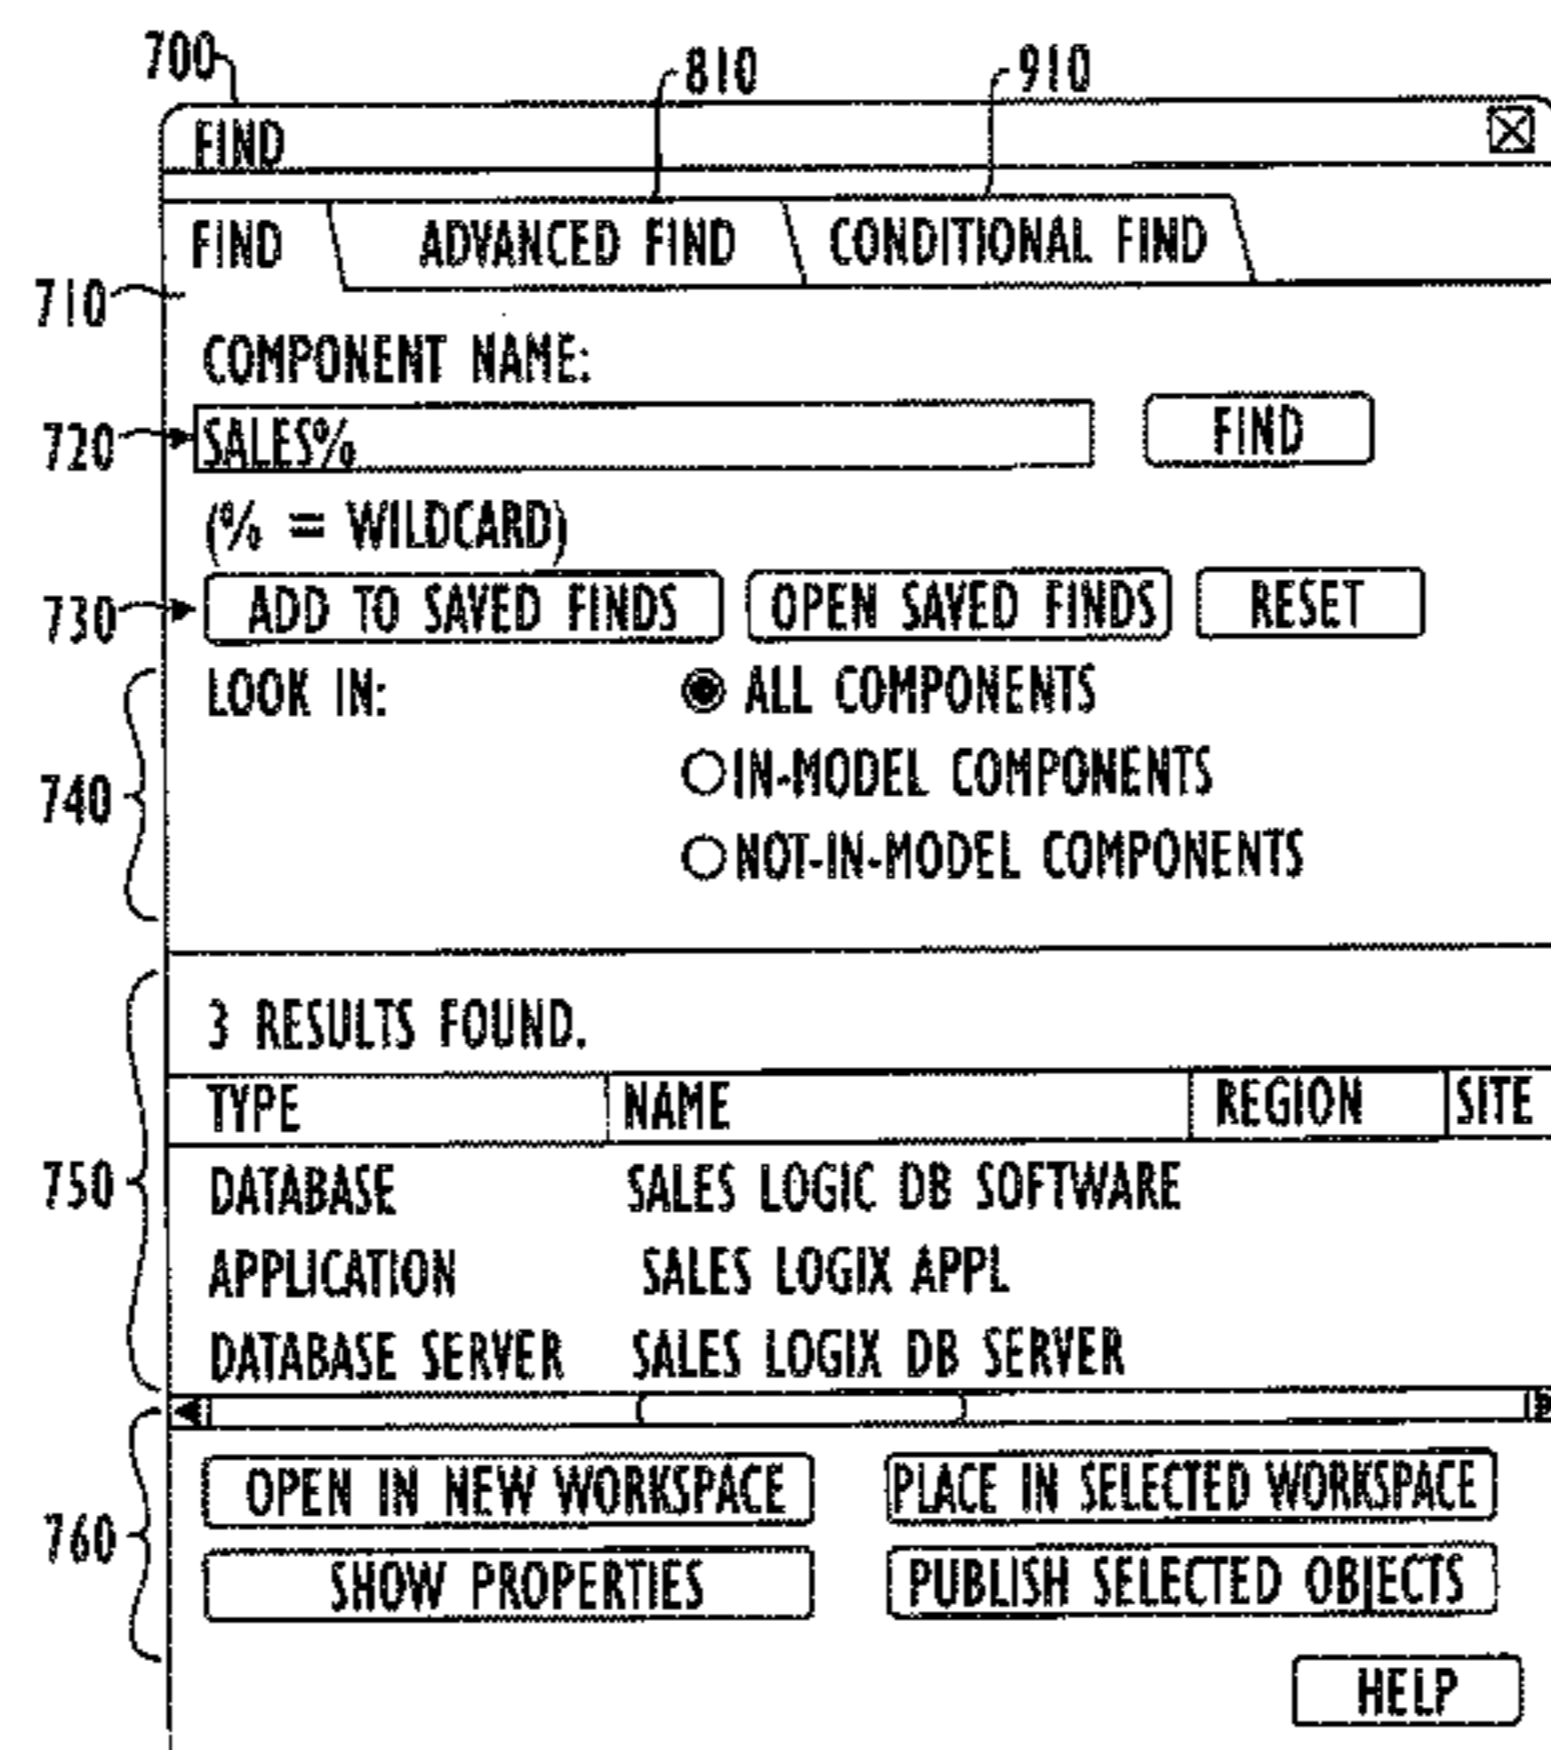 700 810 910
FIND
FIND ADVANCED FIND CONDITIONAL FIND
710
COMPONENT NAME:
720 SALES% FIND
(% = WILDCARD)
730 ADD TO SAVED FINDS OPEN SAVED FINDS RESET
LOOK IN: ALL COMPONENTS
740 IN-MODEL COMPONENTS
NOT-IN-MODEL COMPONENTS
3 RESULTS FOUND.
TYPE NAME REGION SITE
750 DATABASE SALES LOGIC DB SOFTWARE
APPLICATION SALES LOGIX APPL
DATABASE SERVER SALES LOGIX DB SERVER
OPEN IN NEW WORKSPACE PLACE IN SELECTED WORKSPACE
760
SHOW PROPERTIES PUBLISH SELECTED OBJECTS
HELP